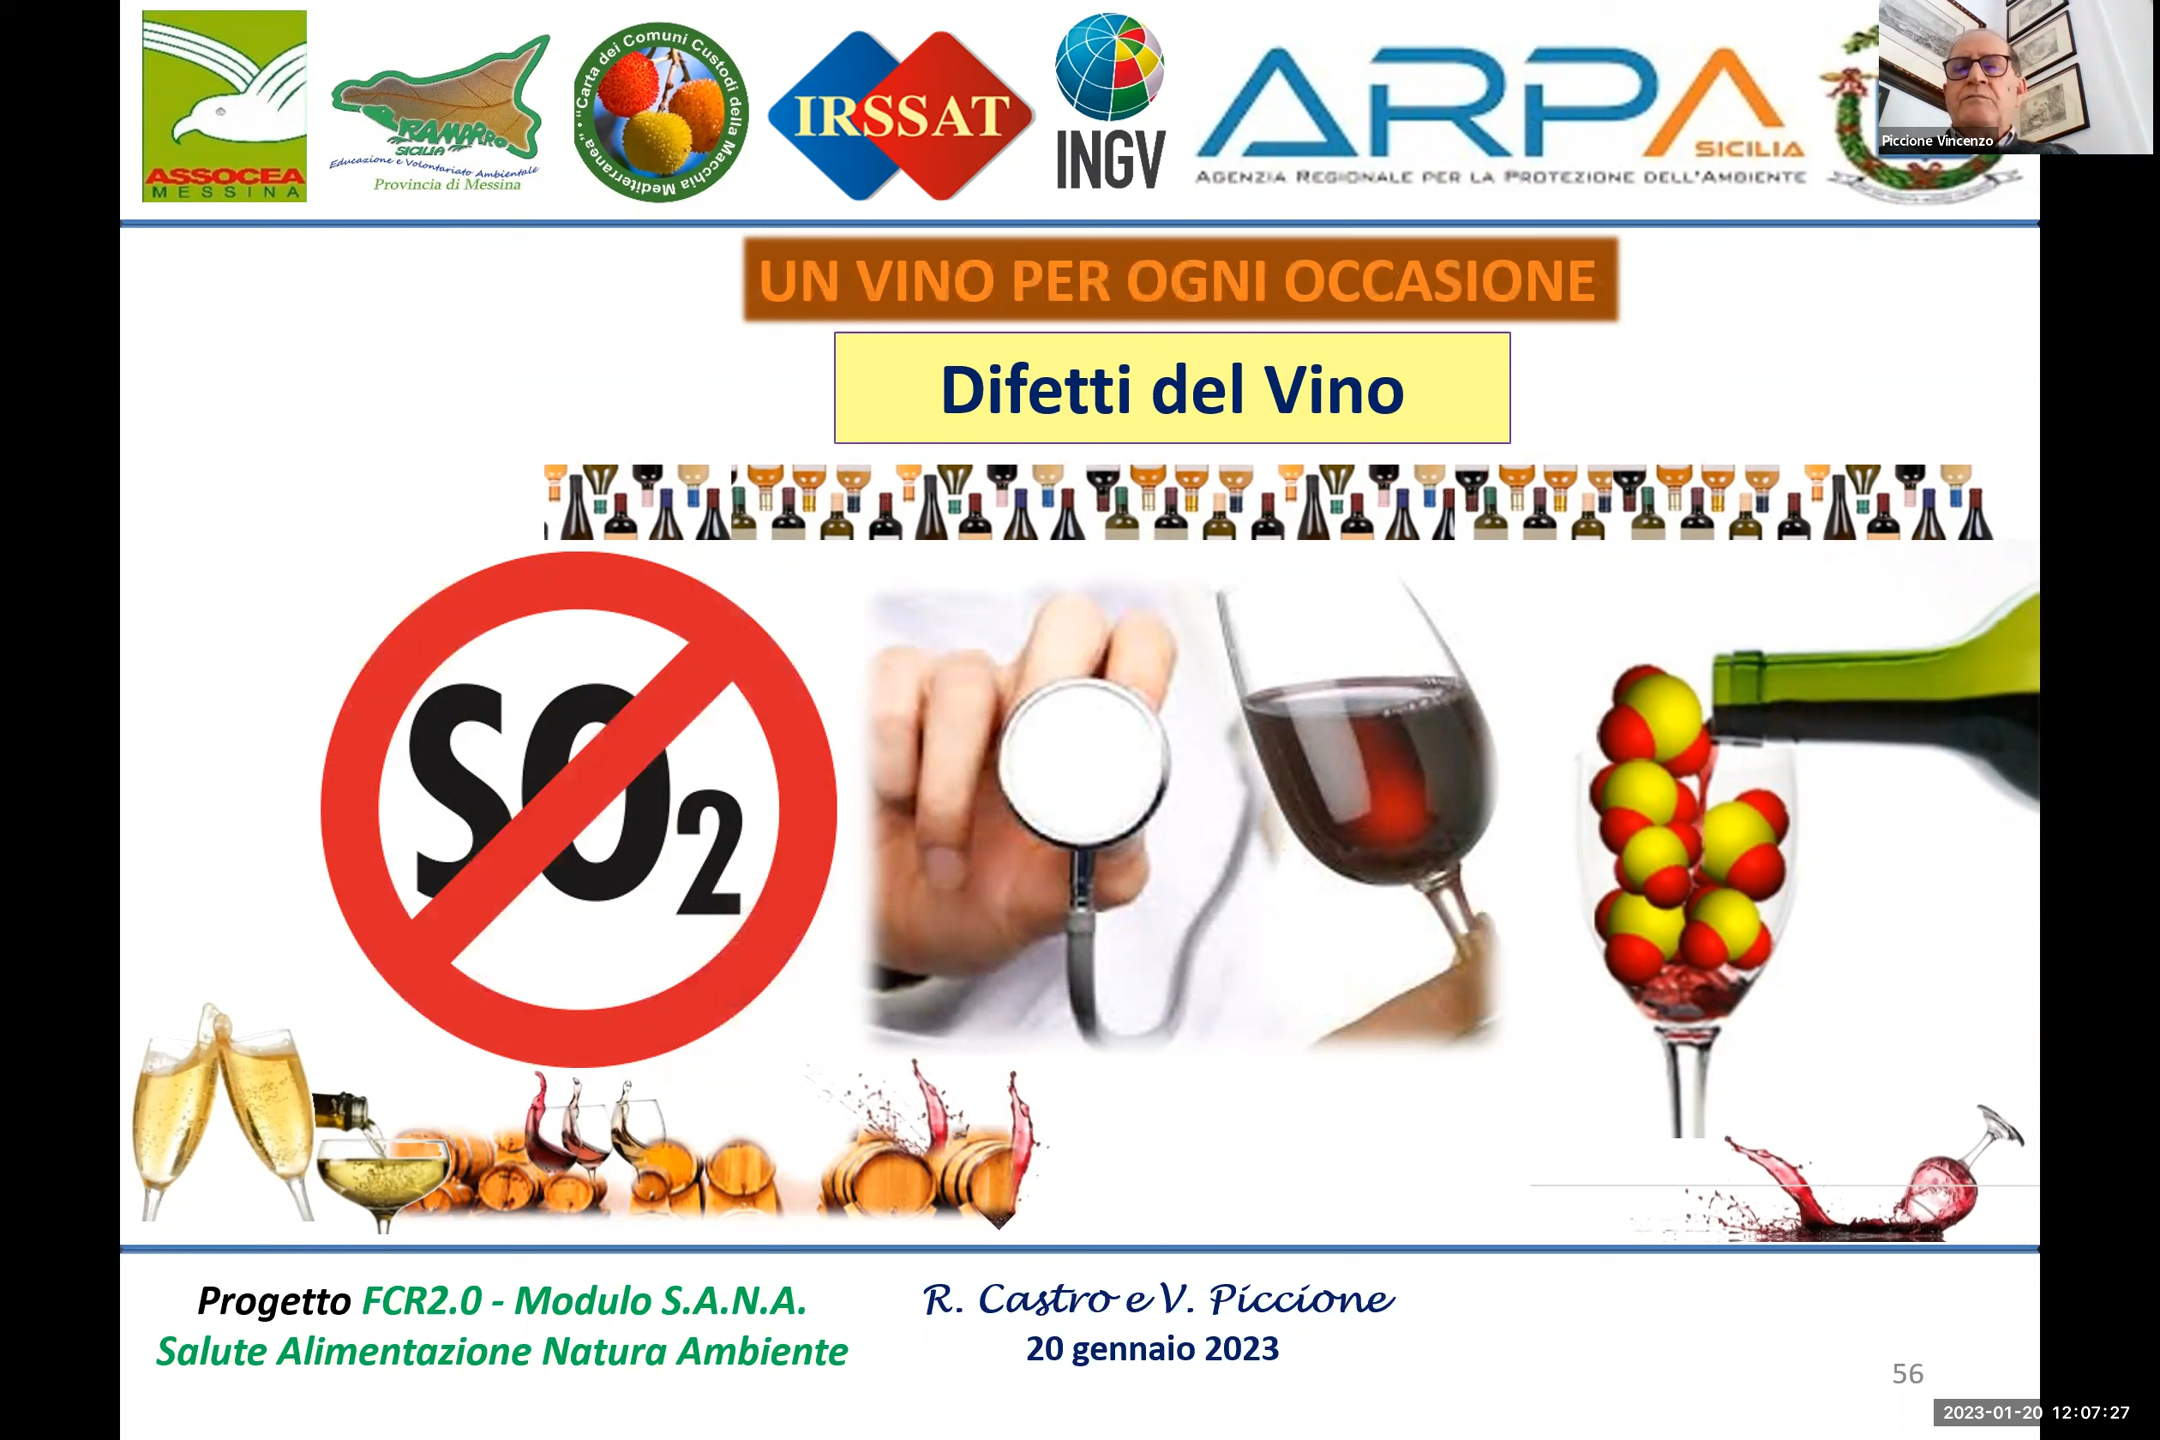 ASSOCEA
MESSINA
RAMARRO
SICILIA
Educazione e Volontariato Ambientale
Provincia di Messina
"Carta dei Comuni Custodi della Macchia Mediterranea"
IRSSAT
INGV
ARPA
SICILIA
AGENZIA REGIONALE PER LA PROTEZIONE DELL'AMBIENTE
Piccione Vincenzo
UN VINO PER OGNI OCCASIONE
Difetti del Vino
SO2
Progetto FCR2.0 - Modulo S.A.N.A.
Salute Alimentazione Natura Ambiente
R. Castro e V. Piccione
20 gennaio 2023
56
2023-01-20 12:07:27